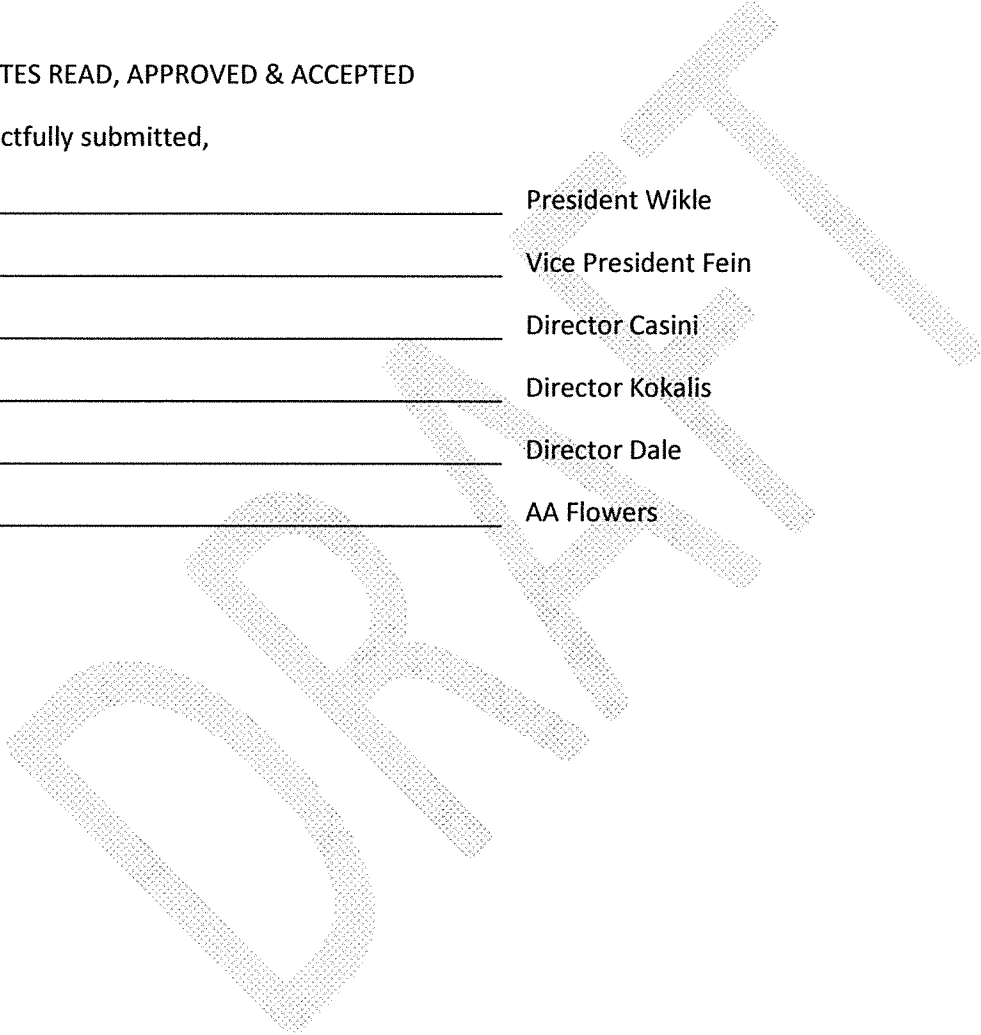 TES READ, APPROVED & ACCEPTED
ctfully submitted,
President Wikle
Vice President Fein
Director Casini
Director Kokalis
Director Dale
AA Flowers
DRAFT